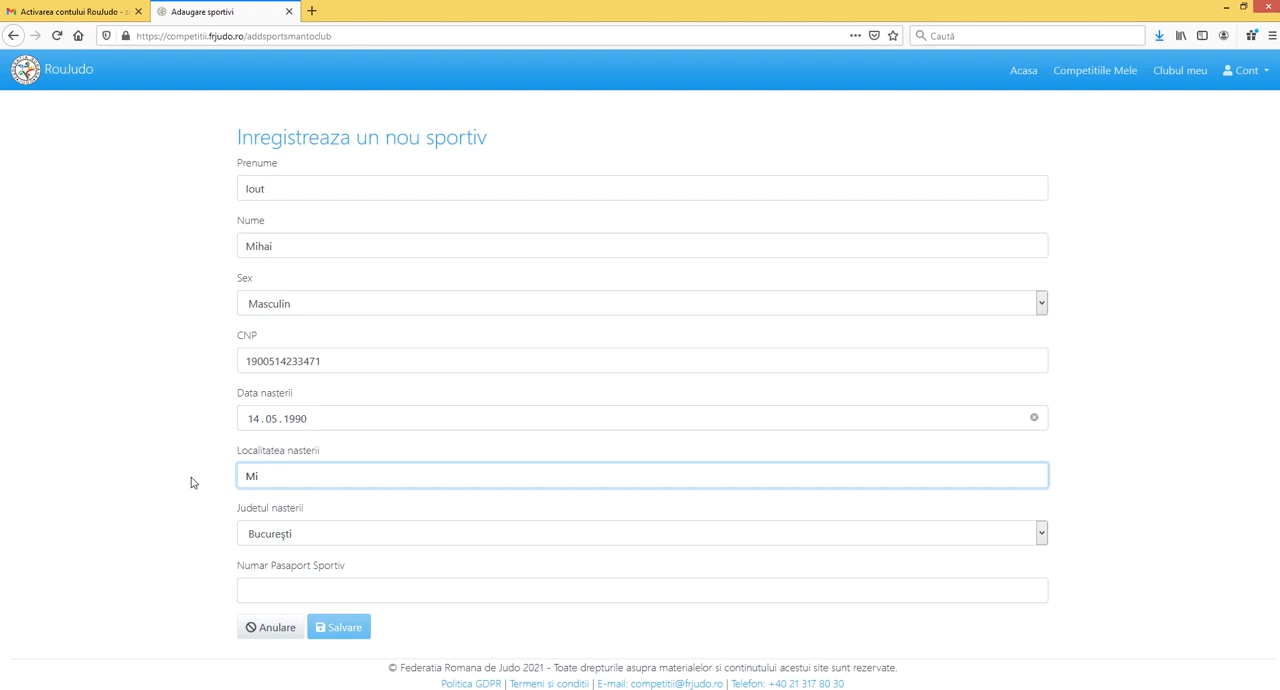 Activarea contului RouJudo - z
Adaugare sportivi
https://competitii.frjudo.ro/addsportsmantoclub
Caută
RouJudo
Acasa
Competitiile Mele
Clubul meu
Cont
Inregistreaza un nou sportiv
Prenume
Iout
Nume
Mihai
Sex
Masculin
CNP
1900514233471
Data nasterii
14.05.1990
Localitatea nasterii
Mi
Judetul nasterii
Bucureşti
Numar Pasaport Sportiv
Anulare
Salvare
© Federatia Romana de Judo 2021 - Toate drepturile asupra materialelor si continutului acestui site sunt rezervate.
Politica GDPR | Termeni si conditii | E-mail: competitii@frjudo.ro | Telefon: +40 21 317 80 30